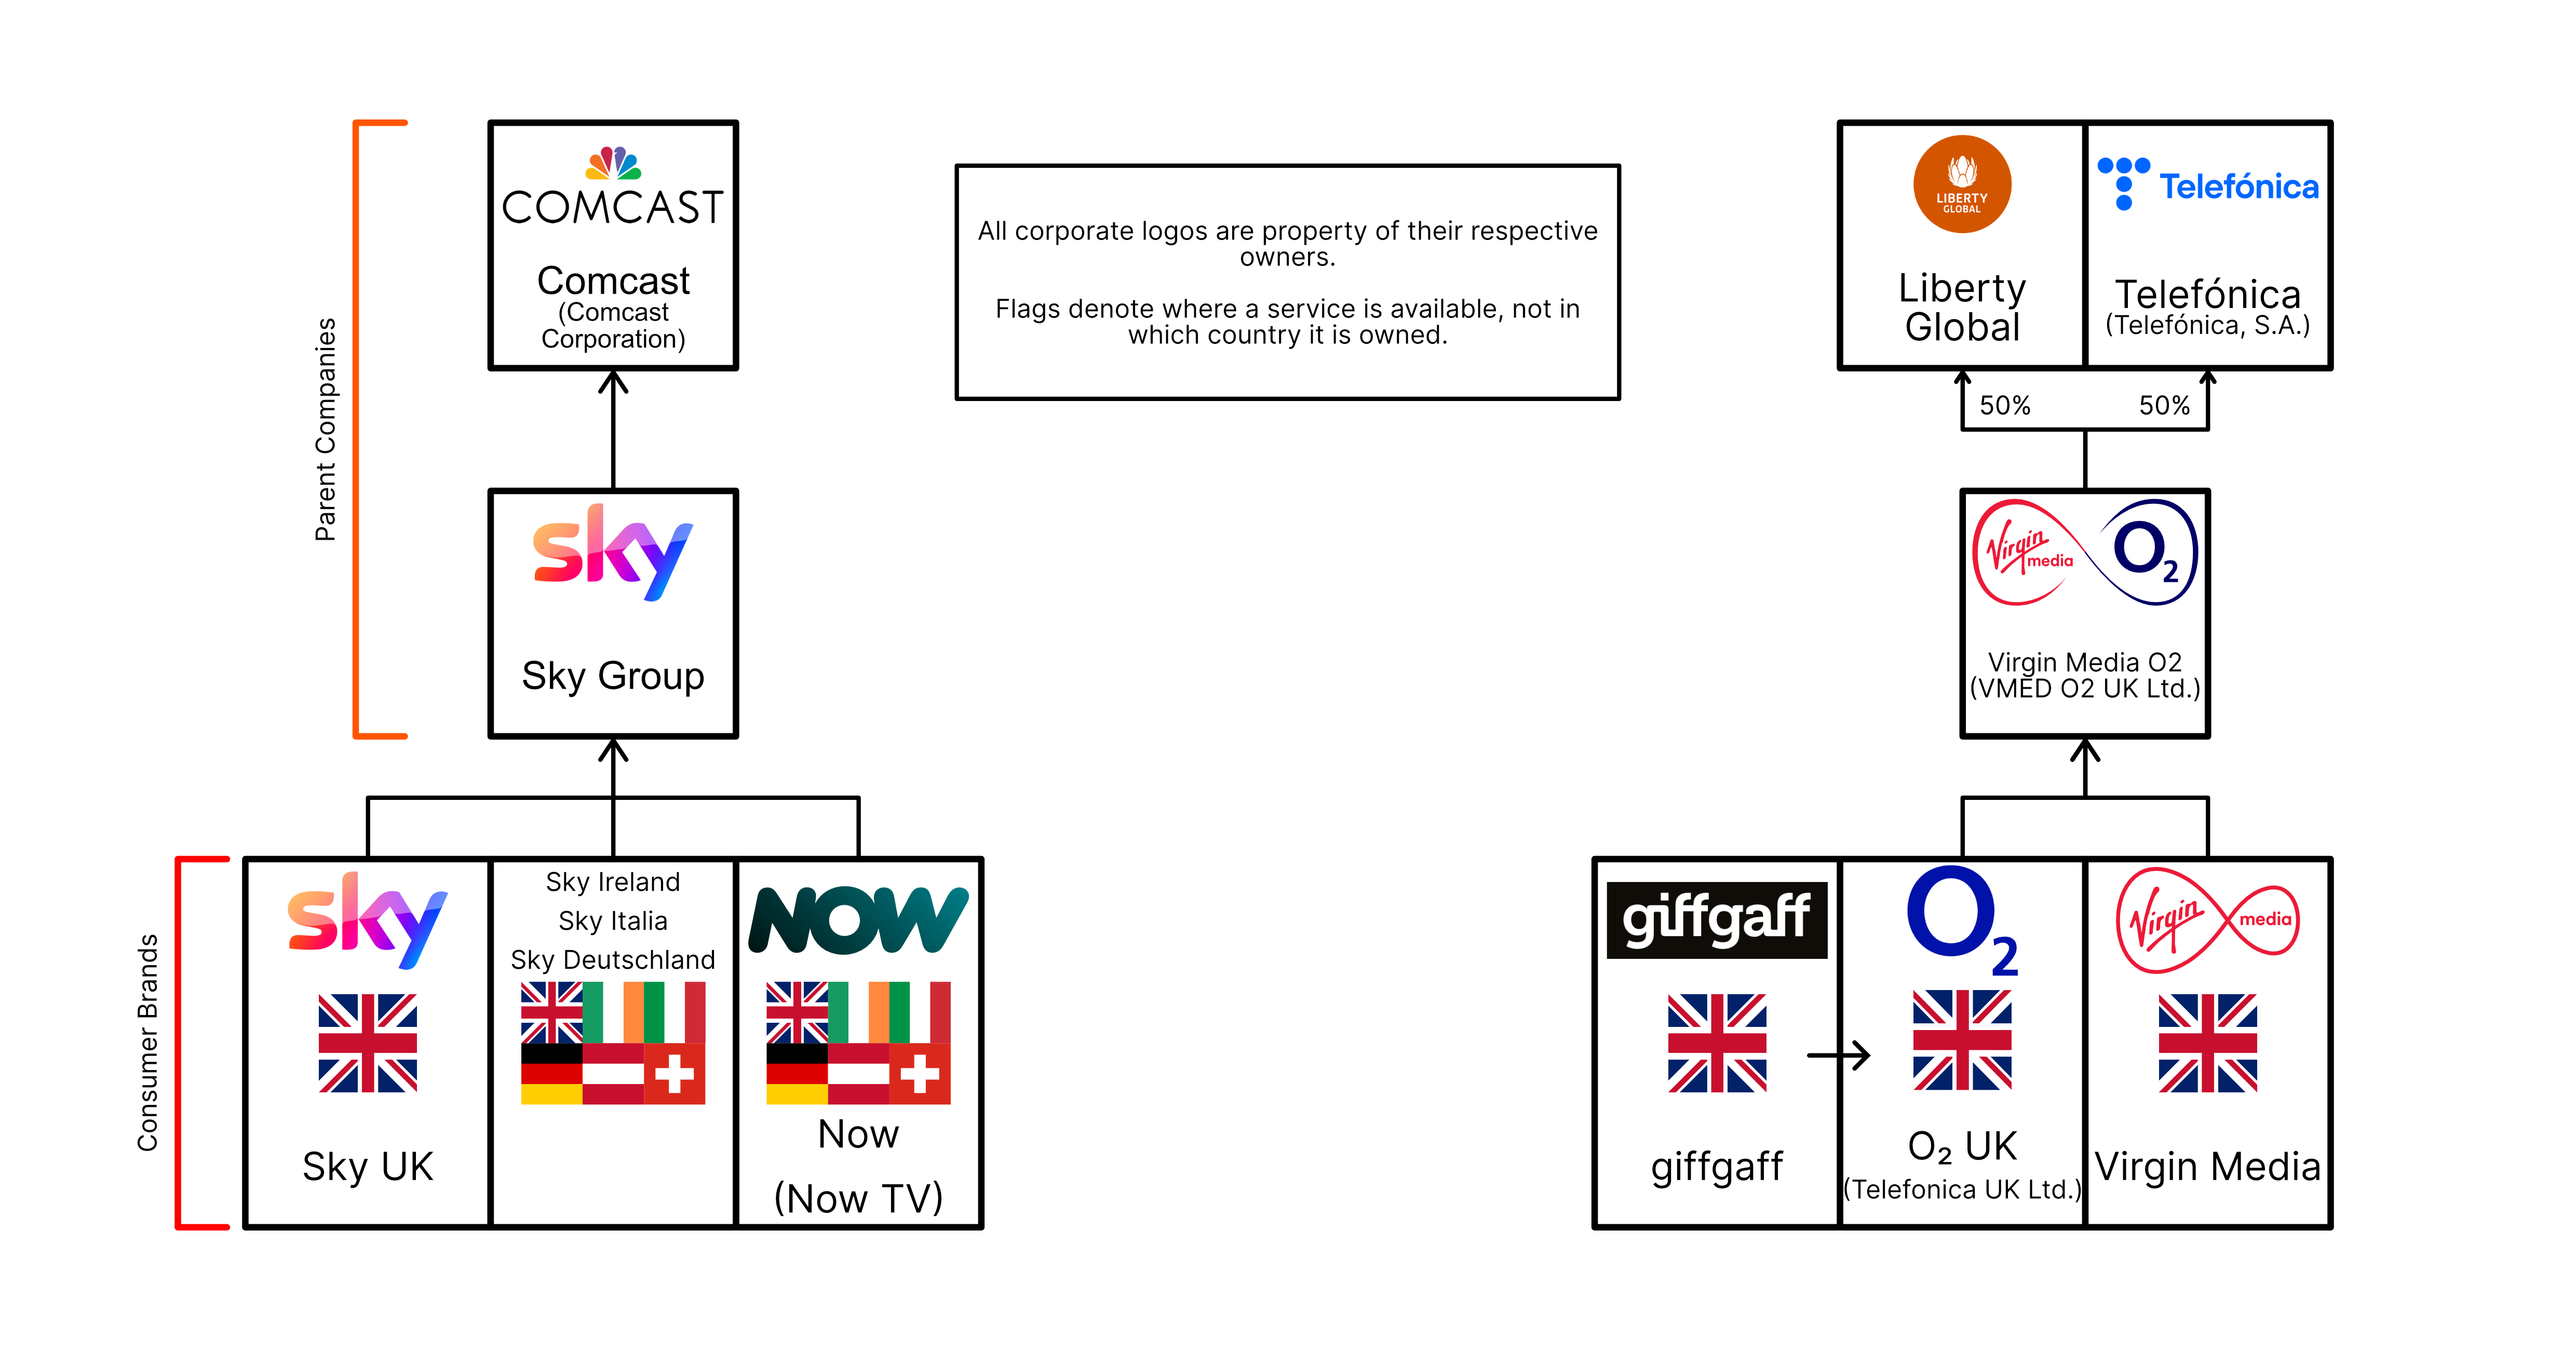 COMCAST
Comcast
(Comcast
Corporation)
Parent Companies
sky
Sky Group
Consumer Brands
sky
Sky UK
Sky Ireland
Sky Italia
Sky Deutschland
NOW
Now
(Now TV)
All corporate logos are property of their respective
owners.
Flags denote where a service is available, not in
which country it is owned.
LIBERTY
GLOBAL
Liberty
Global
Telefónica
Telefónica
(Telefónica, S.A.)
50%
50%
Virgin
media
O2
Virgin Media O2
(VMED O2 UK Ltd.)
giffgaff
giffgaff
O2
O₂ UK
(Telefonica UK Ltd.)
Virgin media
Virgin Media